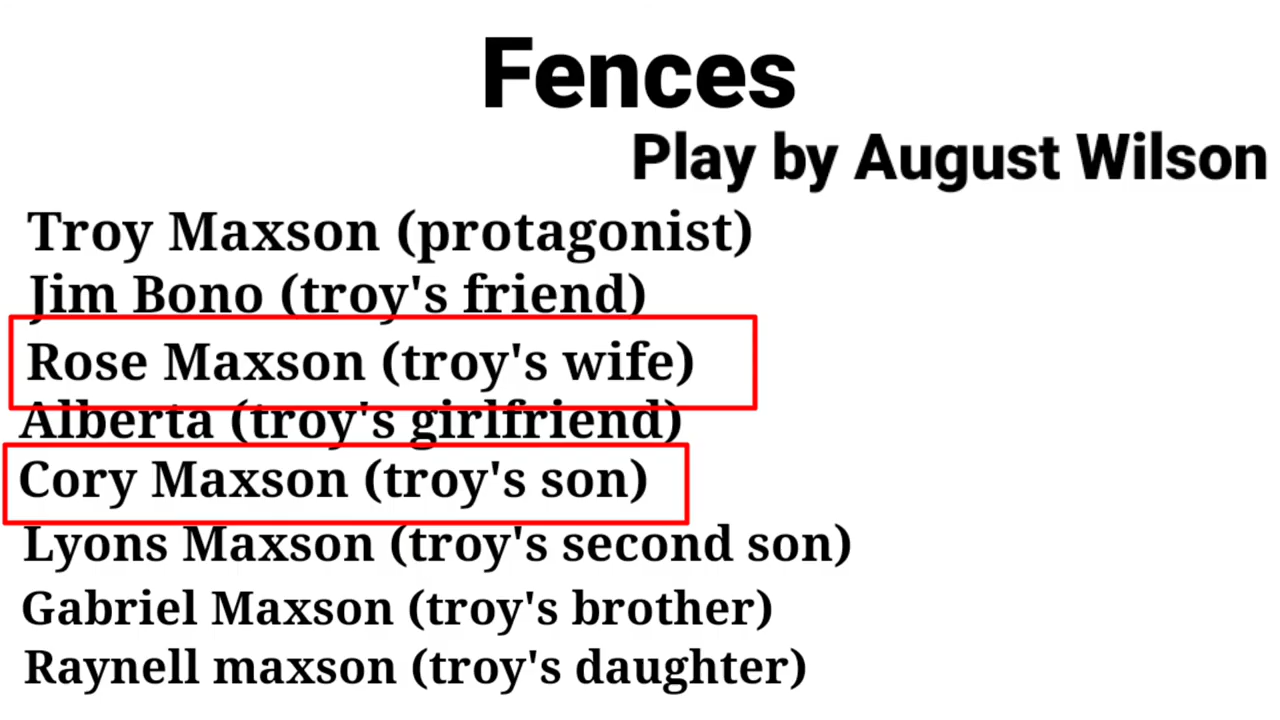 Fences
Play by August Wilson
Troy Maxson (protagonist)
Jim Bono (troy's friend)
Rose Maxson (troy's wife)
Alberta (troy's girlfriend)
Cory Maxson (troy's son)
Lyons Maxson (troy's second son)
Gabriel Maxson (troy's brother)
Raynell maxson (troy's daughter)